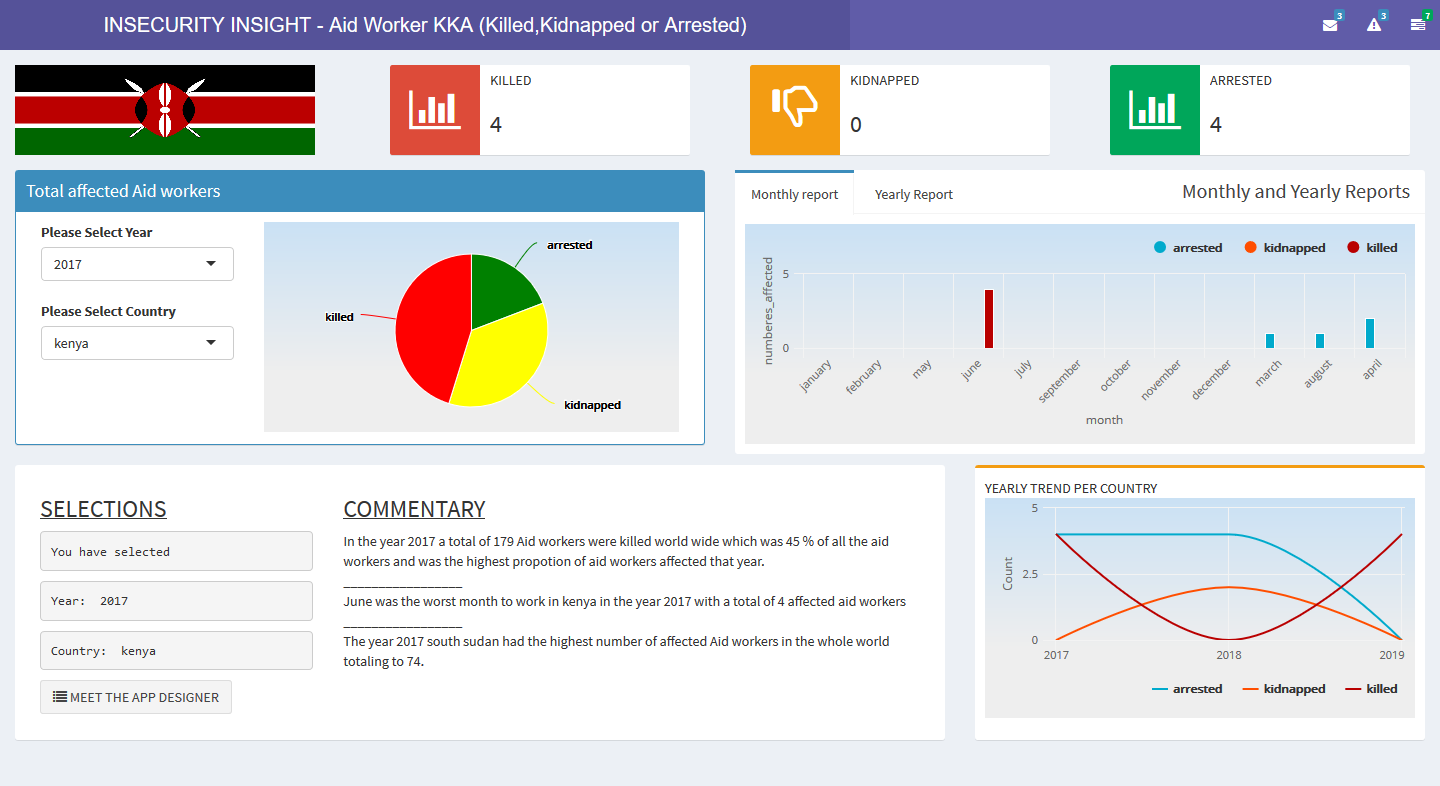 INSECURITY INSIGHT - Aid Worker KKA (Killed,Kidnapped or Arrested)
3
3
7
KILLED
4
KIDNAPPED
0
ARRESTED
4
Total affected Aid workers
Please Select Year
2017
Please Select Country
kenya
arrested
killed
kidnapped
Monthly report
Yearly Report
Monthly and Yearly Reports
arrested
kidnapped
killed
numberes_affected
5
0
january
february
may
june
july
september
october
november
december
march
august
april
month
SELECTIONS
You have selected
Year: 2017
Country: kenya
MEET THE APP DESIGNER
COMMENTARY
In the year 2017 a total of 179 Aid workers were killed world wide which was 45 % of all the aid
workers and was the highest propotion of aid workers affected that year.
_________________
June was the worst month to work in kenya in the year 2017 with a total of 4 affected aid workers
_________________
The year 2017 south sudan had the highest number of affected Aid workers in the whole world
totaling to 74.
YEARLY TREND PER COUNTRY
Count
5
2.5
0
2017
2018
2019
arrested
kidnapped
killed